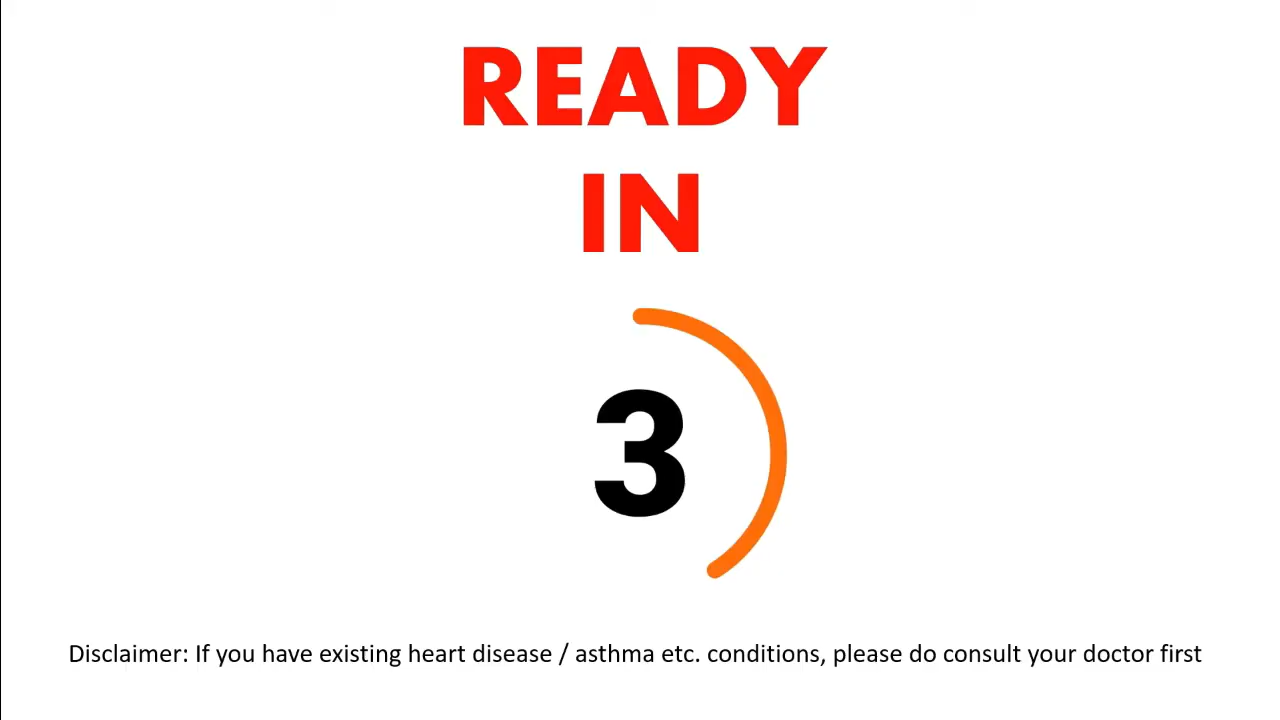 READY
IN
3
Disclaimer: If you have existing heart disease / asthma etc. conditions, please do consult your doctor first